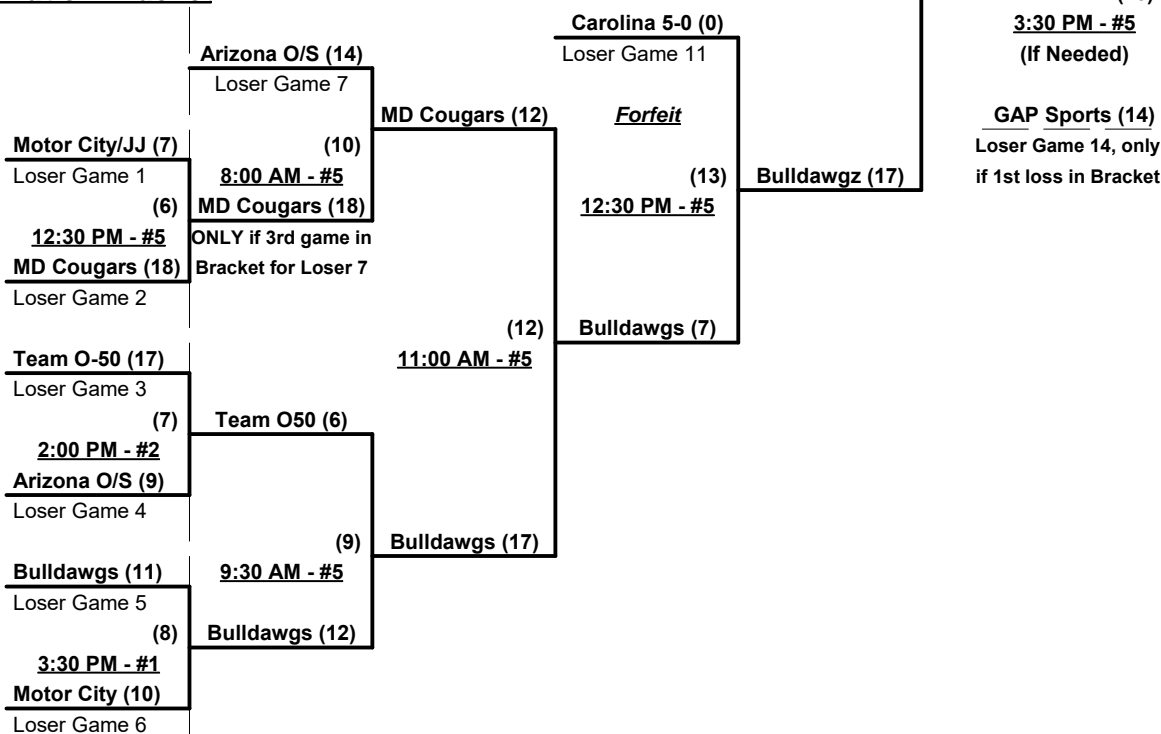 Carolina 5-0 (0)
3:30 PM - #5
Arizona O/S (14)
Loser Game 11
(If Needed)
Loser Game 7
MD Cougars (12)
Forfeit
GAP Sports (14)
Motor City/JJ (7)
(10)
Loser Game 14, only
Loser Game 1
8:00 AM - #5
(13)
Bulldawgz (17)
if 1st loss in Bracket
(6)
MD Cougars (18)
12:30 PM - #5
12:30 PM - #5
ONLY if 3rd game in
MD Cougars (18)
Bracket for Loser 7
Loser Game 2
(12)
Bulldawgs (7)
Team O-50 (17)
11:00 AM - #5
Loser Game 3
(7)
Team O50 (6)
2:00 PM - #2
Arizona O/S (9)
Loser Game 4
(9)
Bulldawgs (17)
Bulldawgs (11)
9:30 AM - #5
Loser Game 5
(8)
Bulldawgs (12)
3:30 PM - #1
Motor City (10)
Loser Game 6